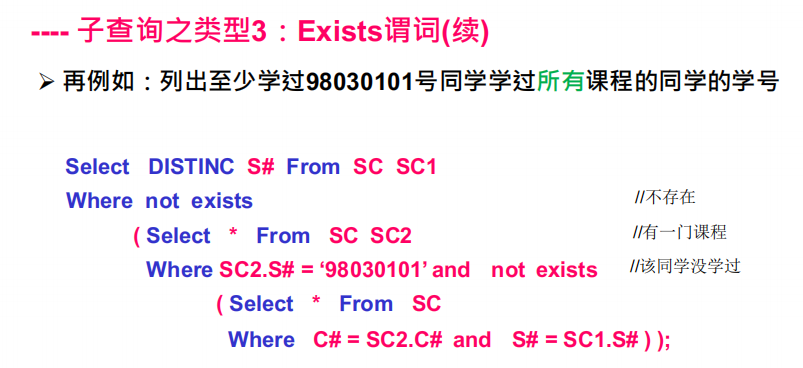 ---- 子查询之类型3：Exists谓词(续)
➢ 再例如：列出至少学过98030101号同学学过所有课程的同学的学号
Select DISTINC S# From SC SC1
Where not exists //不存在
( Select * From SC SC2 //有一门课程
Where SC2.S# = ‘98030101’ and not exists //该同学没学过
( Select * From SC
Where C# = SC2.C# and S# = SC1.S# ) );